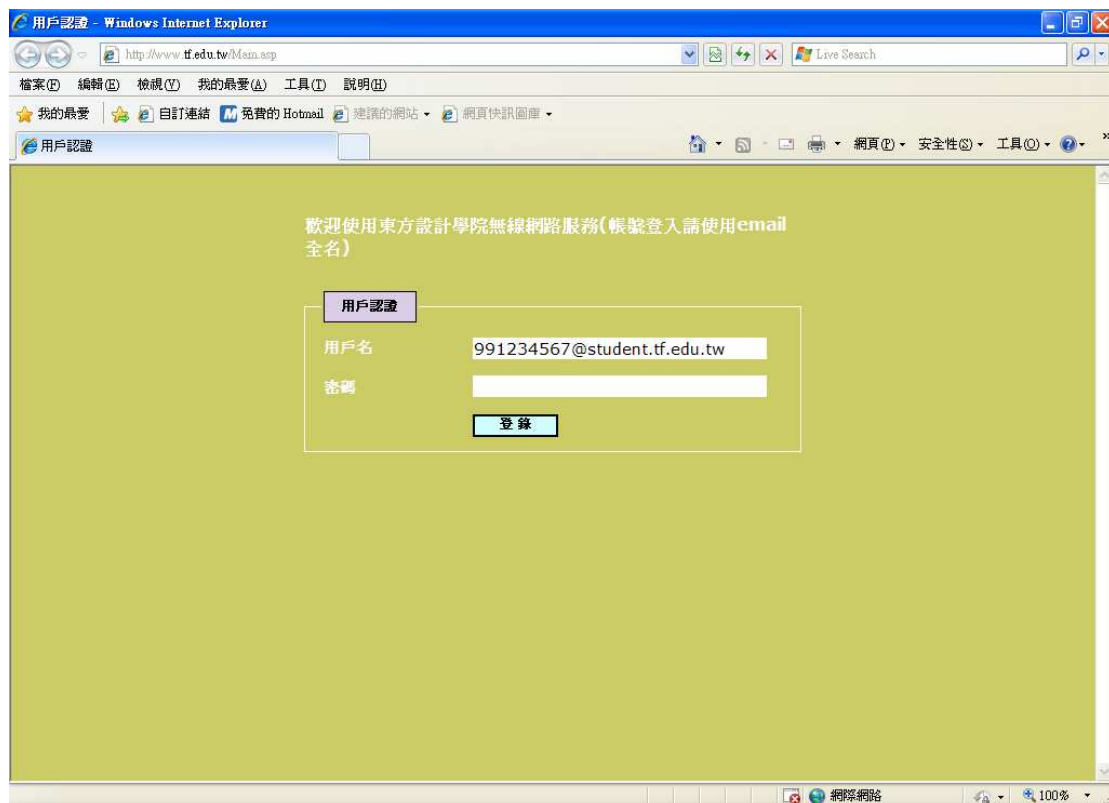 用戶認證 - Windows Internet Explorer
http://www.tf.edu.tw/Main.asp
Live Search
檔案(F) 編輯(E) 檢視(V) 我的最愛(A) 工具(T) 說明(H)
我的最愛 自訂連結 免費的 Hotmail 建議的網站 網頁快訊圖庫
用戶認證
網頁(P) 安全性(S) 工具(O)
歡迎使用東方設計學院無線網路服務(帳號登入請使用email
全名)
用戶認證
用戶名 991234567@student.tf.edu.tw
密碼
登 錄
網際網路 100%